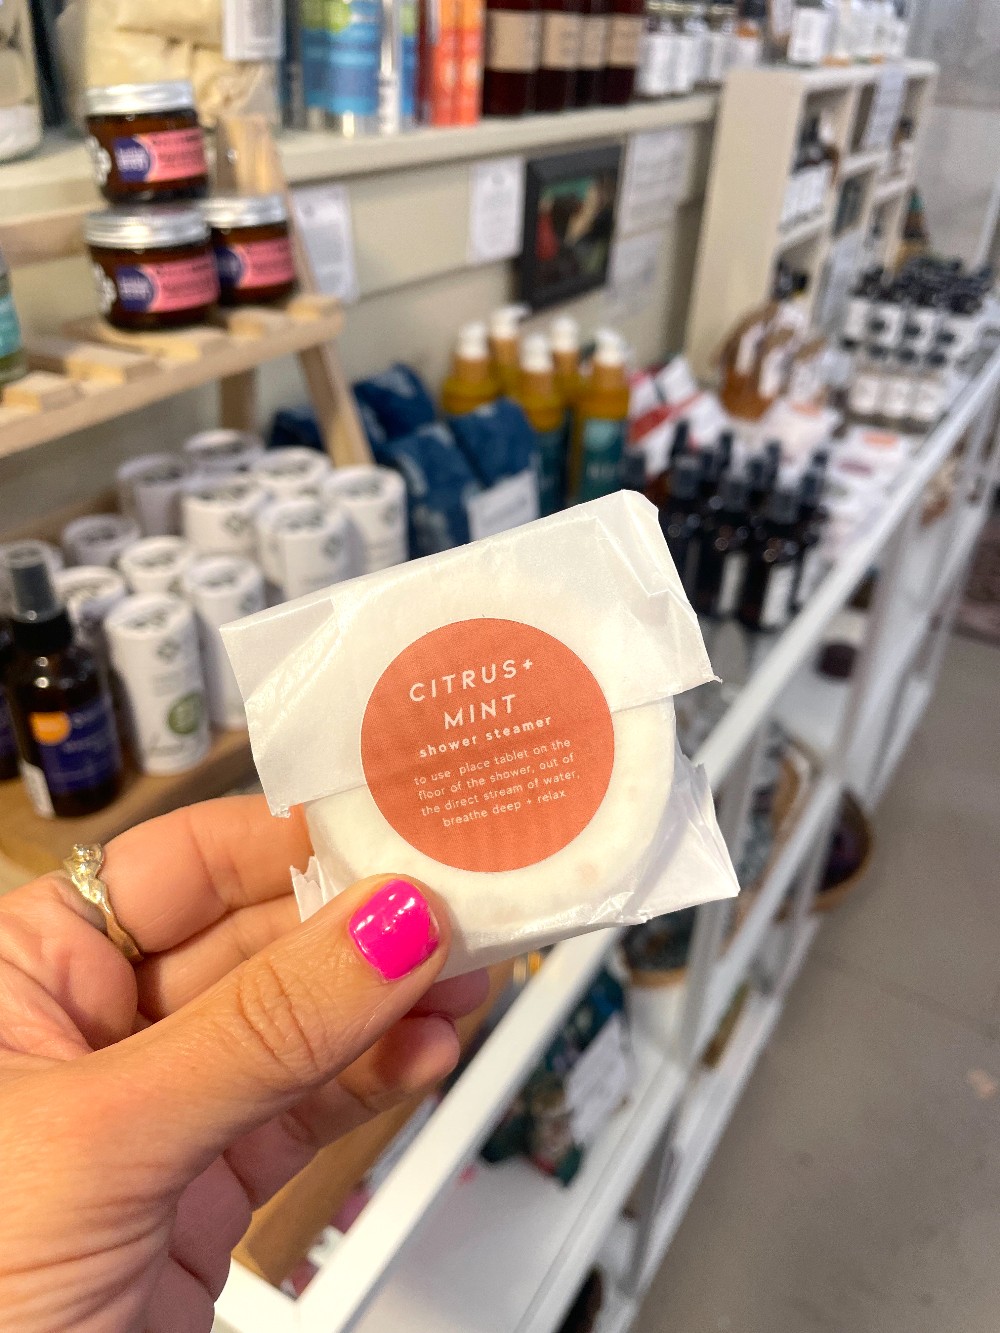 CITRUS+
MINT
shower steamer
to use: place tablet on the
floor of the shower, out of
the direct stream of water,
breathe deep + relax